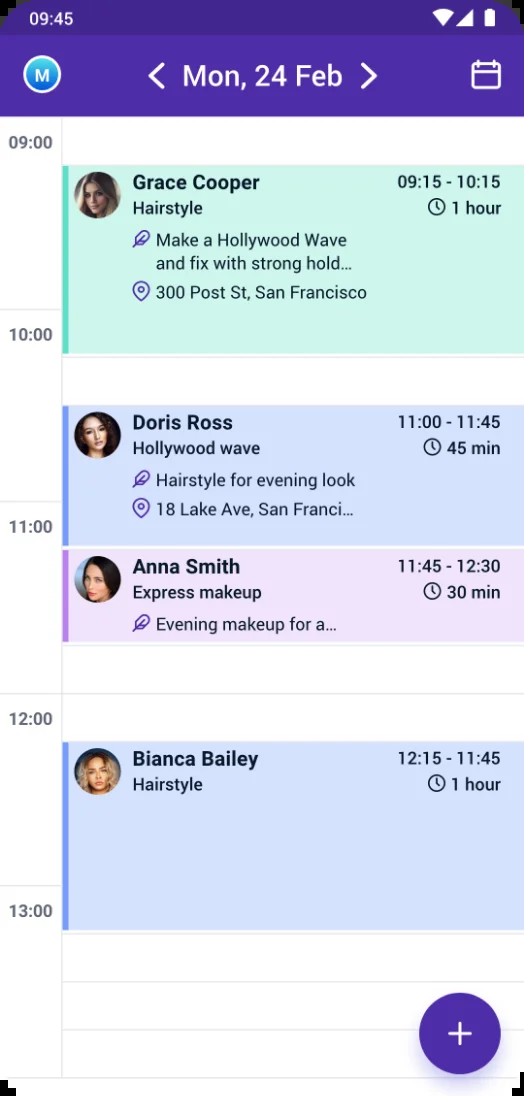 09:45
M
Mon, 24 Feb
09:00
Grace Cooper
09:15 - 10:15
Hairstyle
1 hour
Make a Hollywood Wave
and fix with strong hold...
300 Post St, San Francisco
10:00
Doris Ross
11:00 - 11:45
Hollywood wave
45 min
Hairstyle for evening look
18 Lake Ave, San Franci...
11:00
Anna Smith
11:45 - 12:30
Express makeup
30 min
Evening makeup for a...
12:00
Bianca Bailey
12:15 - 11:45
Hairstyle
1 hour
13:00